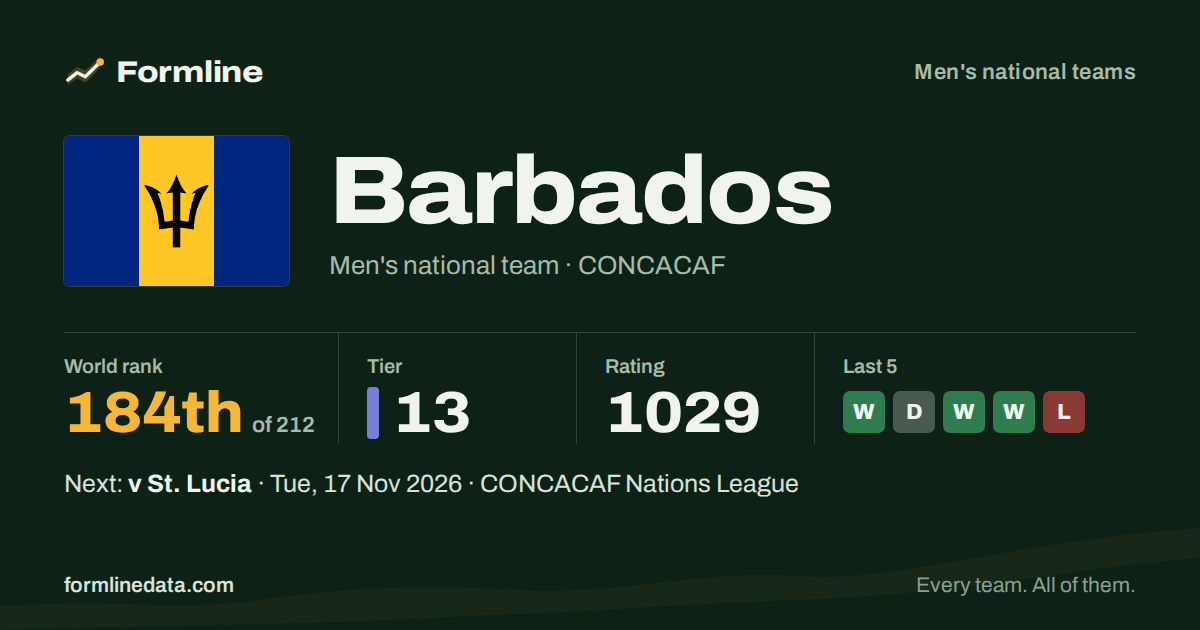 Formline
Men's national teams
Barbados
Men's national team · CONCACAF
World rank
184th of 212
Tier
13
Rating
1029
Last 5
W D W W L
Next: v St. Lucia · Tue, 17 Nov 2026 · CONCACAF Nations League
formlinedata.com
Every team. All of them.